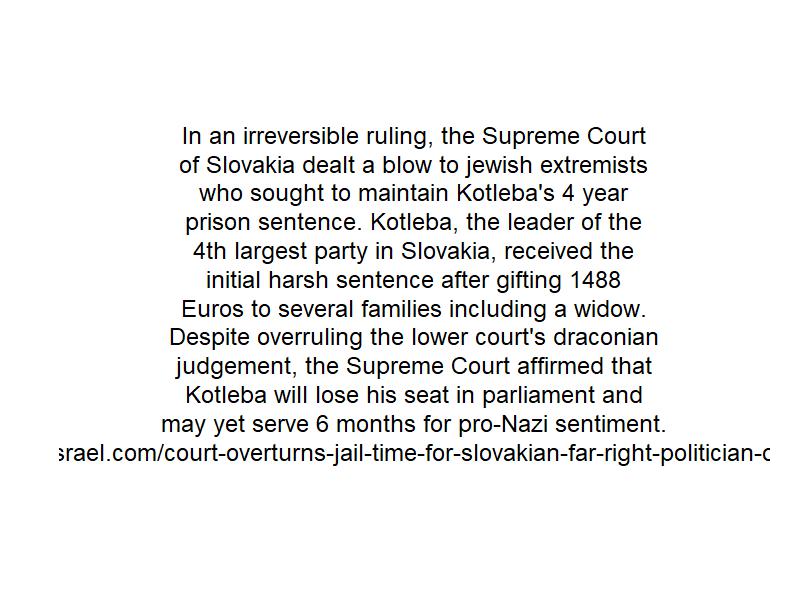 In an irreversible ruling, the Supreme Court
of Slovakia dealt a blow to jewish extremists
who sought to maintain Kotleba's 4 year
prison sentence. Kotleba, the leader of the
4th largest party in Slovakia, received the
initial harsh sentence after gifting 1488
Euros to several families including a widow.
Despite overruling the lower court's draconian
judgement, the Supreme Court affirmed that
Kotleba will lose his seat in parliament and
may yet serve 6 months for pro-Nazi sentiment.
srael.com/court-overturns-jail-time-for-slovakian-far-right-politician-c